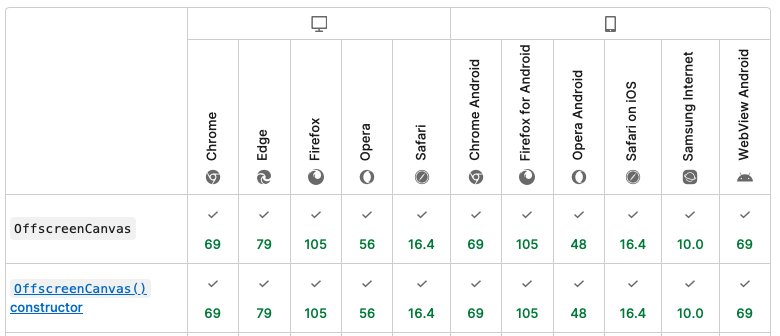 Chrome
Edge
Firefox
Opera
Safari
Chrome Android
Firefox for Android
Opera Android
Safari on iOS
Samsung Internet
WebView Android
OffscreenCanvas
69 79 105 56 16.4 69 105 48 16.4 10.0 69
OffscreenCanvas()
constructor
69 79 105 56 16.4 69 105 48 16.4 10.0 69